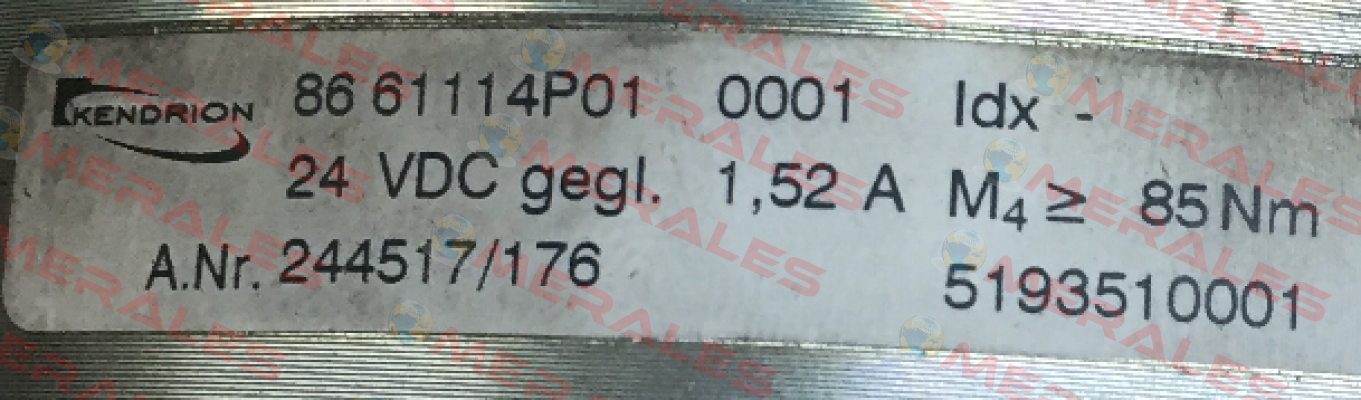 KENDRION 86 61114P01 0001 Idx -
24 VDC gegl. 1,52 A M₄ ≥ 85 Nm
A.Nr. 244517/176 5193510001
MERALES